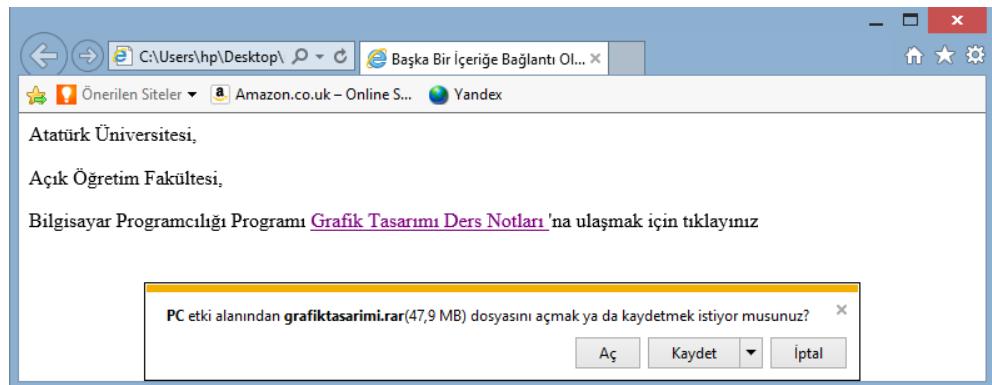 C:\Users\hp\Desktop\
Başka Bir İçeriğe Bağlantı Ol...
Önerilen Siteler
Amazon.co.uk – Online S...
Yandex
Atatürk Üniversitesi,
Açık Öğretim Fakültesi,
Bilgisayar Programcılığı Programı Grafik Tasarımı Ders Notları 'na ulaşmak için tıklayınız
PC etki alanından grafiktasarimi.rar(47,9 MB) dosyasını açmak ya da kaydetmek istiyor musunuz?
Aç
Kaydet
İptal